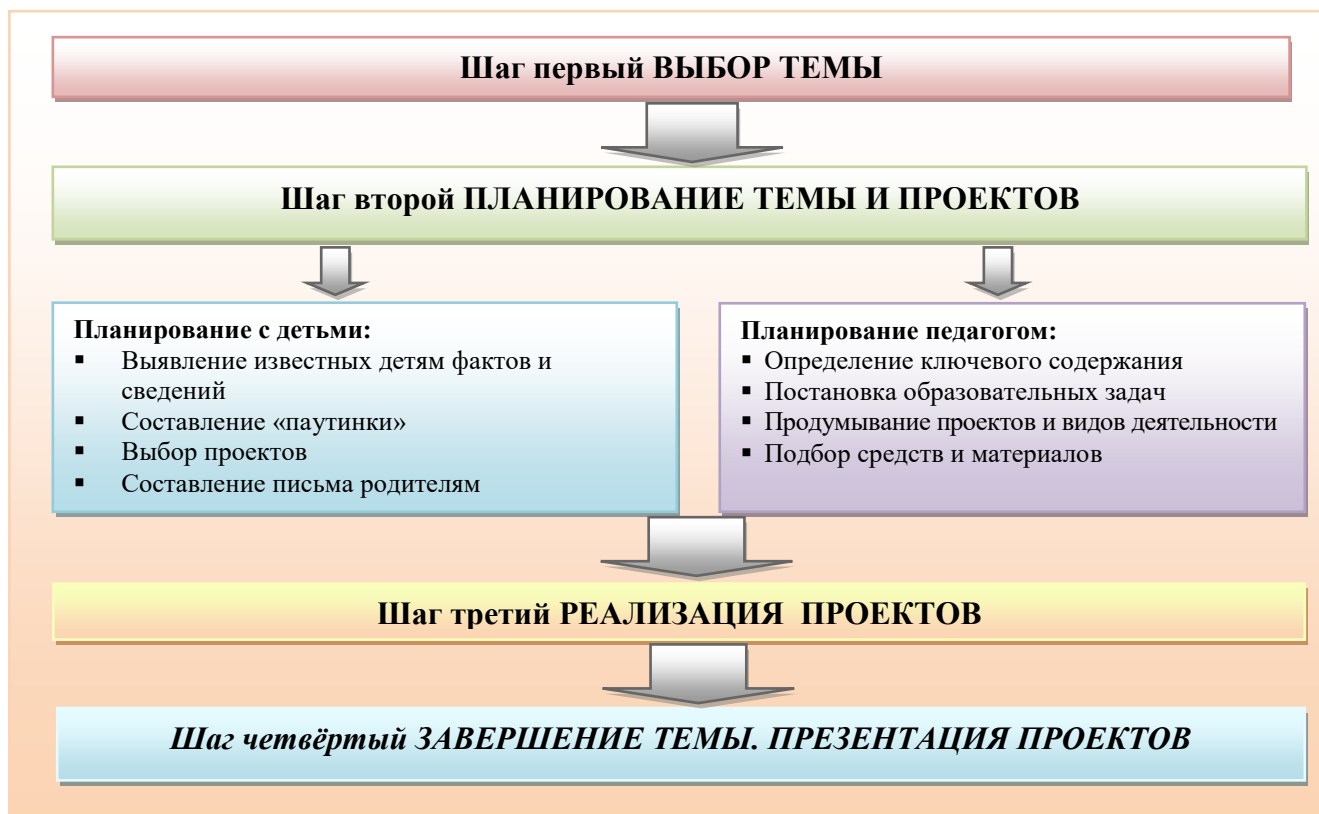 Шаг первый ВЫБОР ТЕМЫ
Шаг второй ПЛАНИРОВАНИЕ ТЕМЫ И ПРОЕКТОВ
Планирование с детьми:
▪ Выявление известных детям фактов и
сведений
▪ Составление «паутинки»
▪ Выбор проектов
▪ Составление письма родителям
Планирование педагогом:
▪ Определение ключевого содержания
▪ Постановка образовательных задач
▪ Продумывание проектов и видов деятельности
▪ Подбор средств и материалов
Шаг третий РЕАЛИЗАЦИЯ ПРОЕКТОВ
Шаг четвёртый ЗАВЕРШЕНИЕ ТЕМЫ. ПРЕЗЕНТАЦИЯ ПРОЕКТОВ